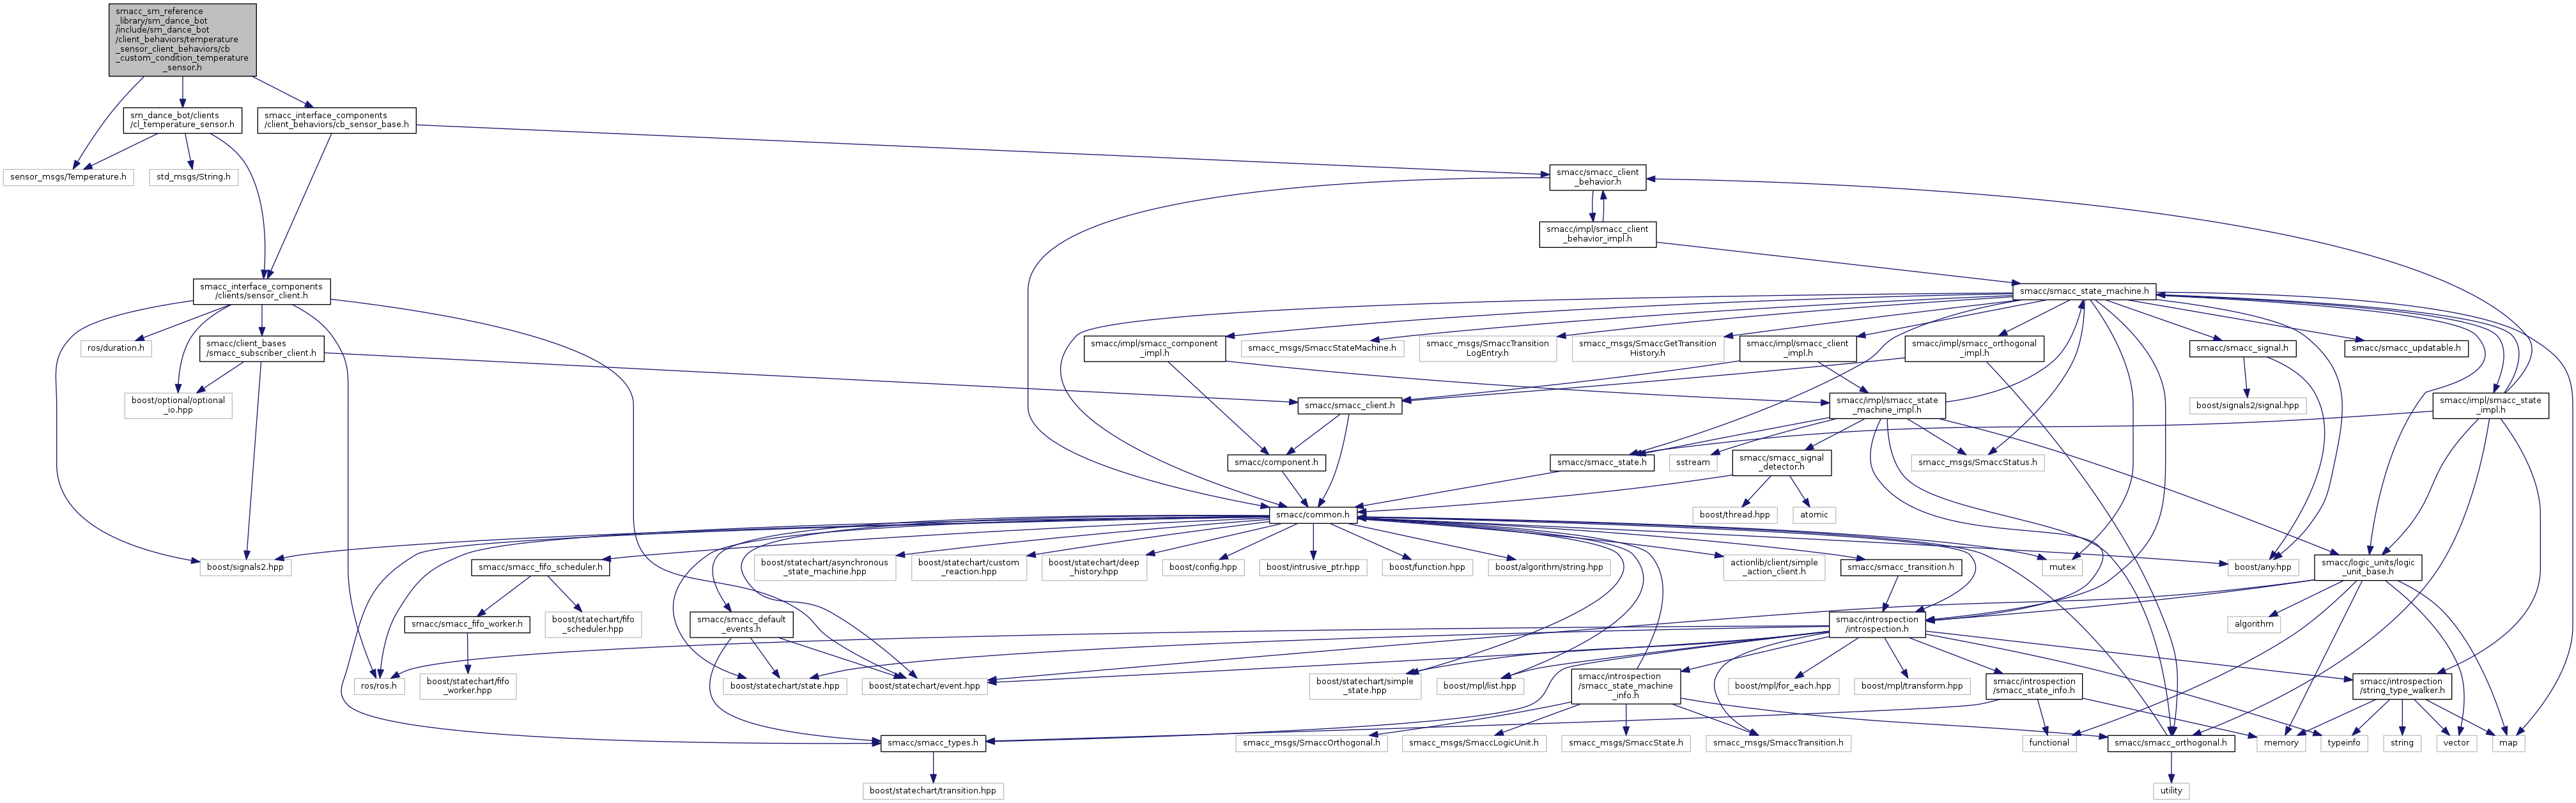 smacc_sm_reference
_library/sm_dance_bot
/include/sm_dance_bot
/client_behaviors/temperature
_sensor_client_behaviors/cb
_custom_condition_temperature
_sensor.h
sm_dance_bot/clients
/cl_temperature_sensor.h
smacc_interface_components
/client_behaviors/cb_sensor_base.h
sensor_msgs/Temperature.h
std_msgs/String.h
smacc/smacc_client
_behavior.h
smacc/impl/smacc_client
_behavior_impl.h
smacc_interface_components
/clients/sensor_client.h
smacc/smacc_state_machine.h
ros/duration.h
smacc/client_bases
/smacc_subscriber_client.h
smacc/impl/smacc_component
_impl.h
smacc_msgs/SmaccStateMachine.h
smacc_msgs/SmaccTransition
LogEntry.h
smacc_msgs/SmaccGetTransition
History.h
smacc/impl/smacc_client
_impl.h
smacc/impl/smacc_orthogonal
_impl.h
smacc/smacc_signal.h
smacc/smacc_updatable.h
boost/optional/optional
_io.hpp
smacc/smacc_client.h
smacc/impl/smacc_state
_machine_impl.h
boost/signals2/signal.hpp
smacc/impl/smacc_state
_impl.h
smacc/component.h
smacc/smacc_state.h
sstream
smacc/smacc_signal
_detector.h
smacc_msgs/SmaccStatus.h
smacc/common.h
boost/thread.hpp
atomic
boost/signals2.hpp
smacc/smacc_fifo_scheduler.h
boost/statechart/asynchronous
_state_machine.hpp
boost/statechart/custom
_reaction.hpp
boost/statechart/deep
_history.hpp
boost/config.hpp
boost/intrusive_ptr.hpp
boost/function.hpp
boost/algorithm/string.hpp
actionlib/client/simple
_action_client.h
smacc/smacc_transition.h
mutex
boost/any.hpp
smacc/logic_units/logic
_unit_base.h
smacc/smacc_fifo_worker.h
boost/statechart/fifo
_scheduler.hpp
smacc/smacc_default
_events.h
smacc/introspection
/introspection.h
algorithm
ros/ros.h
boost/statechart/fifo
_worker.hpp
boost/statechart/state.hpp
boost/statechart/event.hpp
boost/statechart/simple
_state.hpp
boost/mpl/list.hpp
smacc/introspection
/smacc_state_machine
_info.h
boost/mpl/for_each.hpp
boost/mpl/transform.hpp
smacc/introspection
/smacc_state_info.h
smacc/introspection
/string_type_walker.h
smacc/smacc_types.h
smacc_msgs/SmaccOrthogonal.h
smacc_msgs/SmaccLogicUnit.h
smacc_msgs/SmaccState.h
smacc_msgs/SmaccTransition.h
functional
smacc/smacc_orthogonal.h
memory
typeinfo
string
vector
map
boost/statechart/transition.hpp
utility